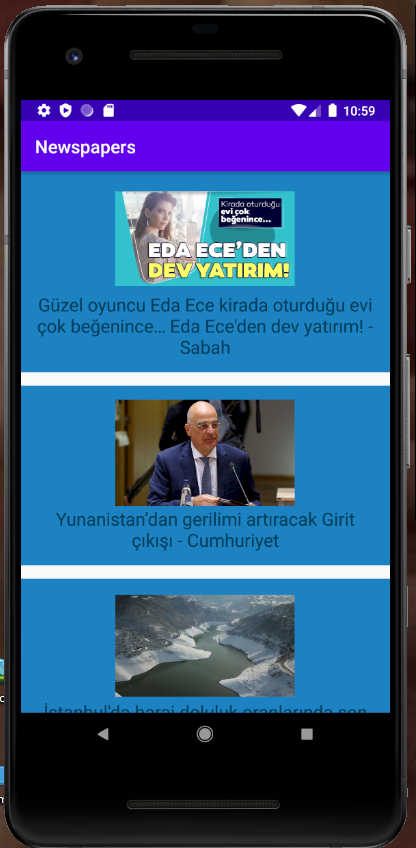 10:59
Newspapers
Kirada oturduğu
evi çok
beğenince...
EDA ECE'DEN
DEV YATIRIM!
Güzel oyuncu Eda Ece kirada oturduğu evi
çok beğenince... Eda Ece'den dev yatırım! -
Sabah
Yunanistan'dan gerilimi artıracak Girit
çıkışı - Cumhuriyet
İstanbul'da baraj doluluk oranlarında son